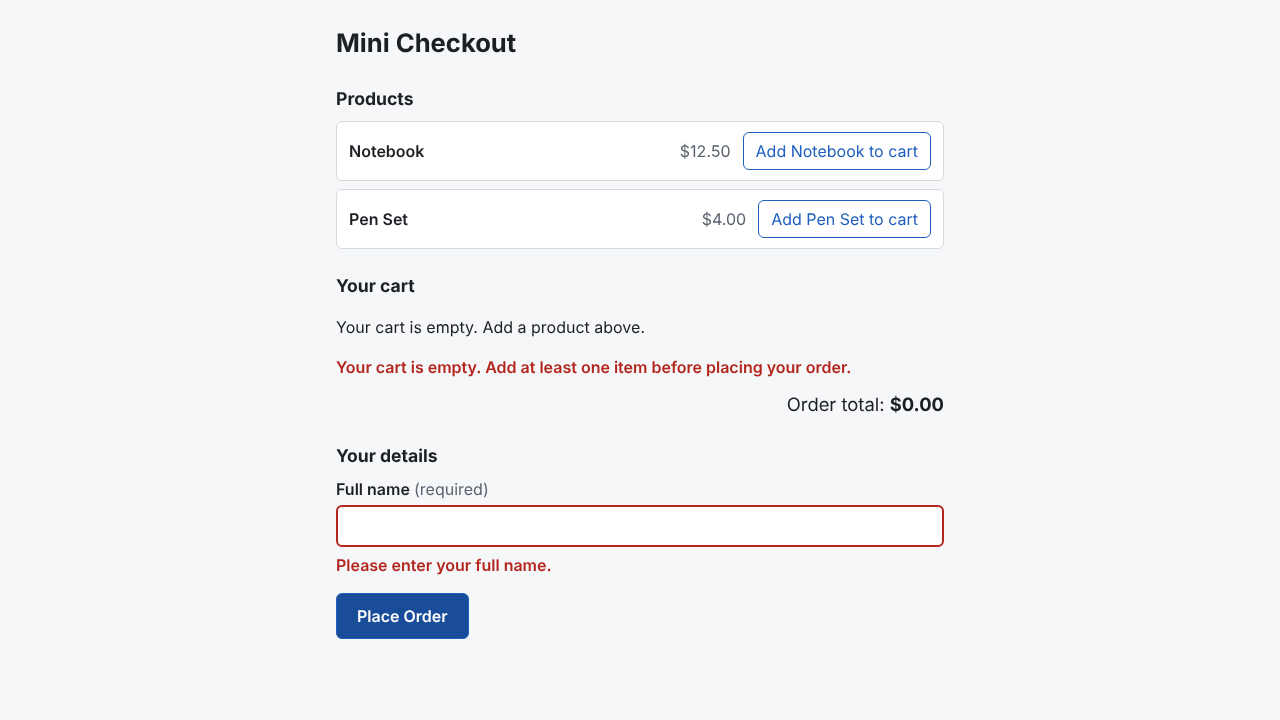 Mini Checkout
Products
Notebook $12.50 Add Notebook to cart
Pen Set $4.00 Add Pen Set to cart
Your cart
Your cart is empty. Add a product above.
Your cart is empty. Add at least one item before placing your order.
Order total: $0.00
Your details
Full name (required)
Please enter your full name.
Place Order